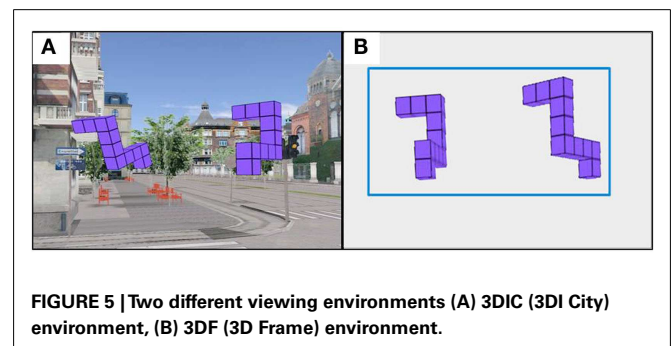 A
B
FIGURE 5 | Two different viewing environments (A) 3DIC (3DI City)
environment, (B) 3DF (3D Frame) environment.